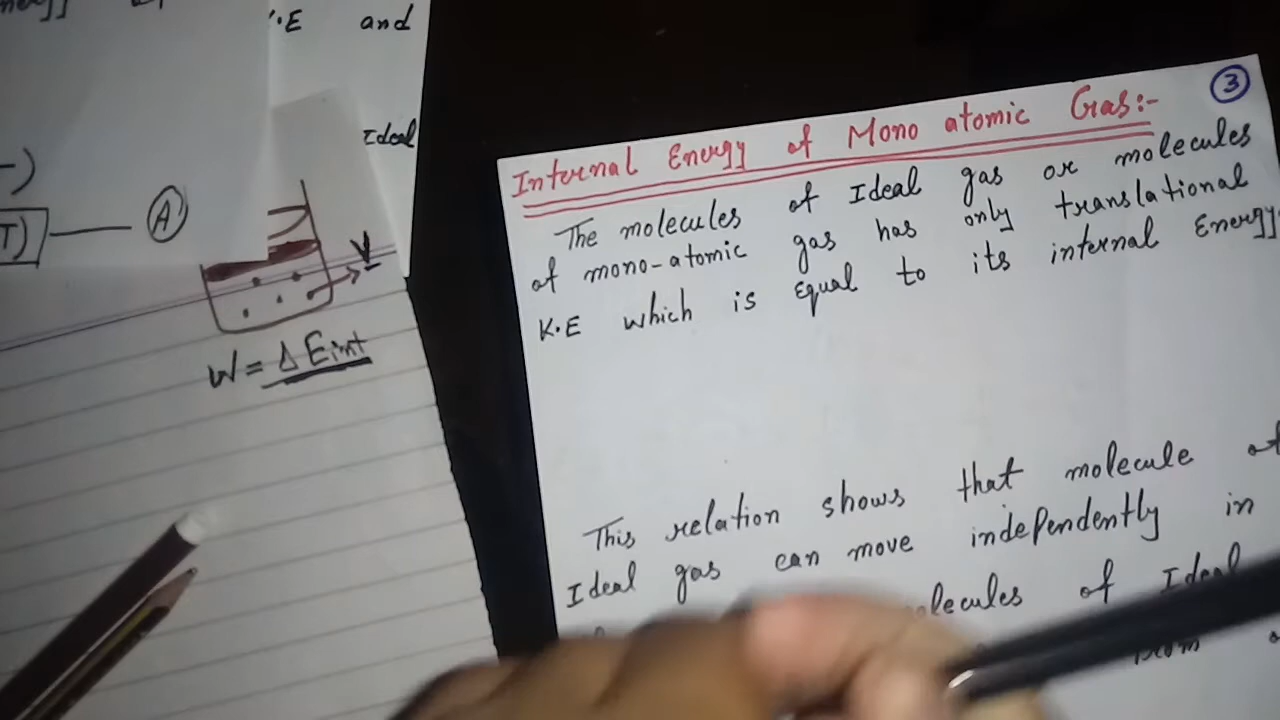 K.E and
Ideal
T) A
V
W = Δ Eint
3
Internal Energy of Mono atomic Gas:-
The molecules of Ideal gas or molecules
of mono-atomic gas has only translational
K.E which is equal to its internal Energy
This relation shows that molecule of
Ideal gas can move independently in
of Ideal